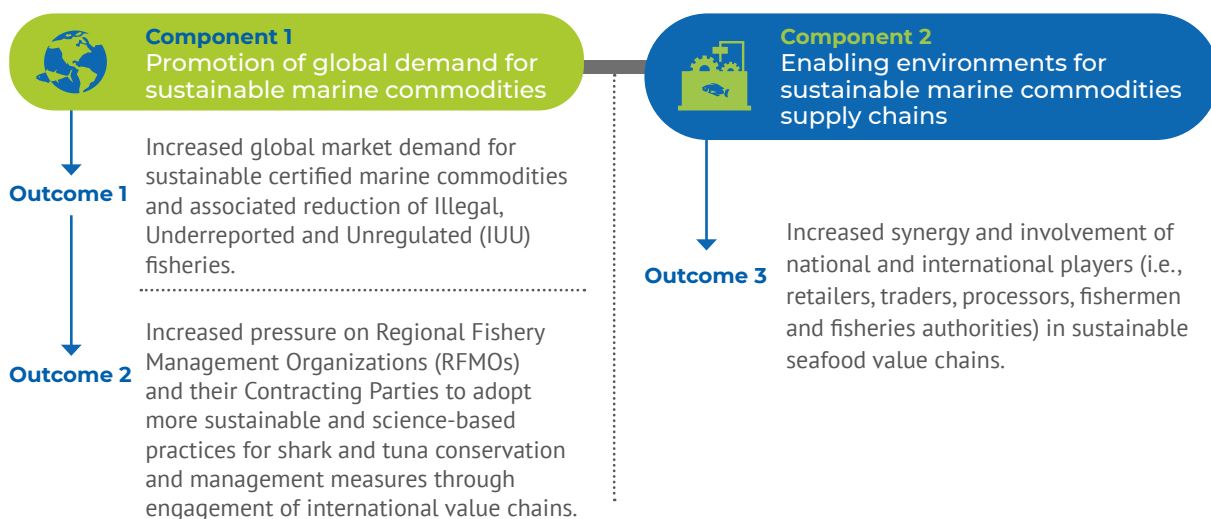 Component 1
Promotion of global demand for
sustainable marine commodities
Outcome 1
Increased global market demand for
sustainable certified marine commodities
and associated reduction of Illegal,
Underreported and Unregulated (IUU)
fisheries.
Outcome 2
Increased pressure on Regional Fishery
Management Organizations (RFMOs)
and their Contracting Parties to adopt
more sustainable and science-based
practices for shark and tuna conservation
and management measures through
engagement of international value chains.
Component 2
Enabling environments for
sustainable marine commodities
supply chains
Outcome 3
Increased synergy and involvement of
national and international players (i.e.,
retailers, traders, processors, fishermen
and fisheries authorities) in sustainable
seafood value chains.